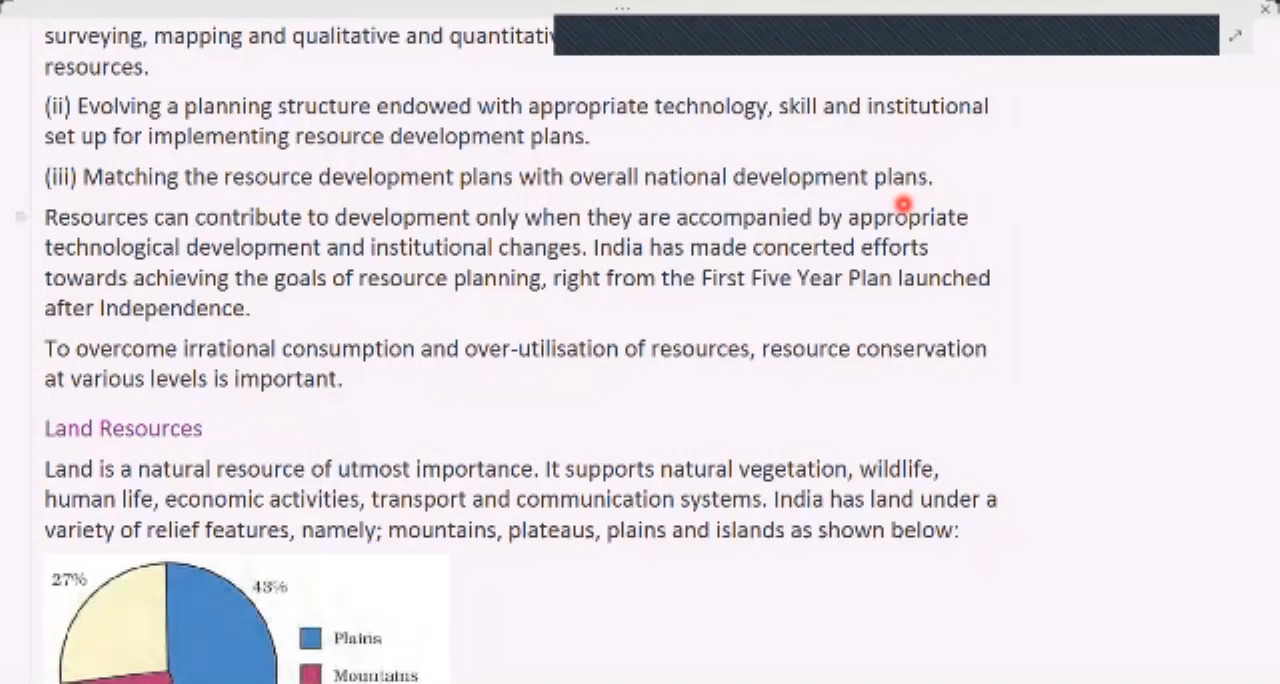 surveying, mapping and qualitative and
resources.
(ii) Evolving a planning structure endowed with appropriate technology, skill and institutional
set up for implementing resource development plans.
(iii) Matching the resource development plans with overall national development plans.
Resources can contribute to development only when they are accompanied by appropriate
technological development and institutional changes. India has made concerted efforts
towards achieving the goals of resource planning, right from the First Five Year Plan launched
after Independence.
To overcome irrational consumption and over-utilisation of resources, resource conservation
at various levels is important.
Land Resources
Land is a natural resource of utmost importance. It supports natural vegetation, wildlife,
human life, economic activities, transport and communication systems. India has land under a
variety of relief features, namely; mountains, plateaus, plains and islands as shown below:
27%
43%
Plains
Mountains